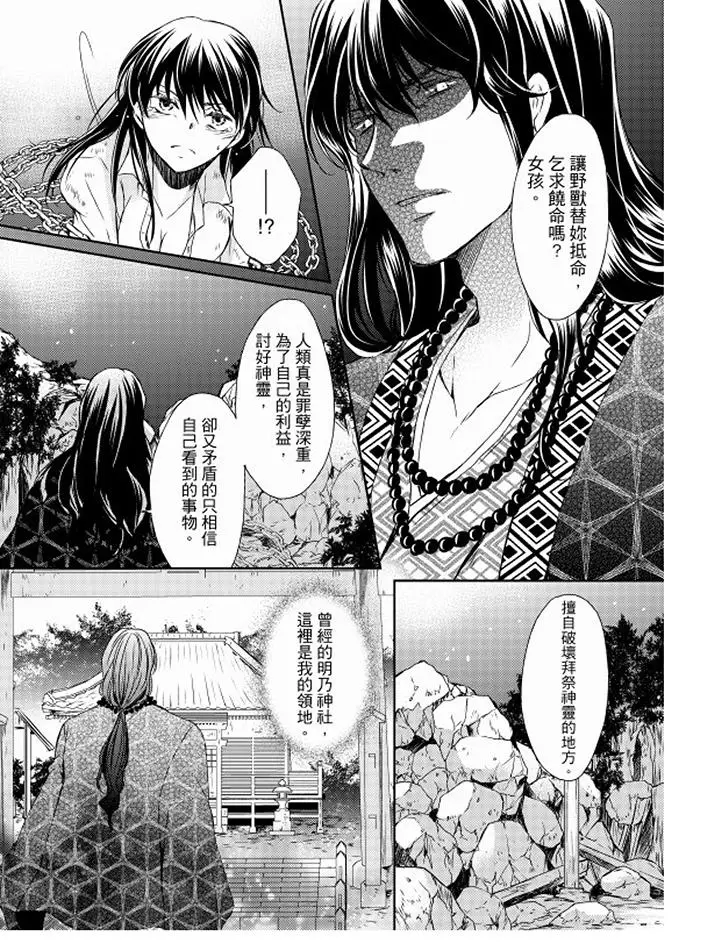 讓野獸替妳抵命，
乞求饒命嗎？
女孩。
——!?
人類真是罪孽深重，
為了自己的利益，
討好神靈，
卻又矛盾的只相信
自己看到的事物。
擅自破壞拜祭神靈的地方。
曾經的明乃神社，
這裡是我的領地。